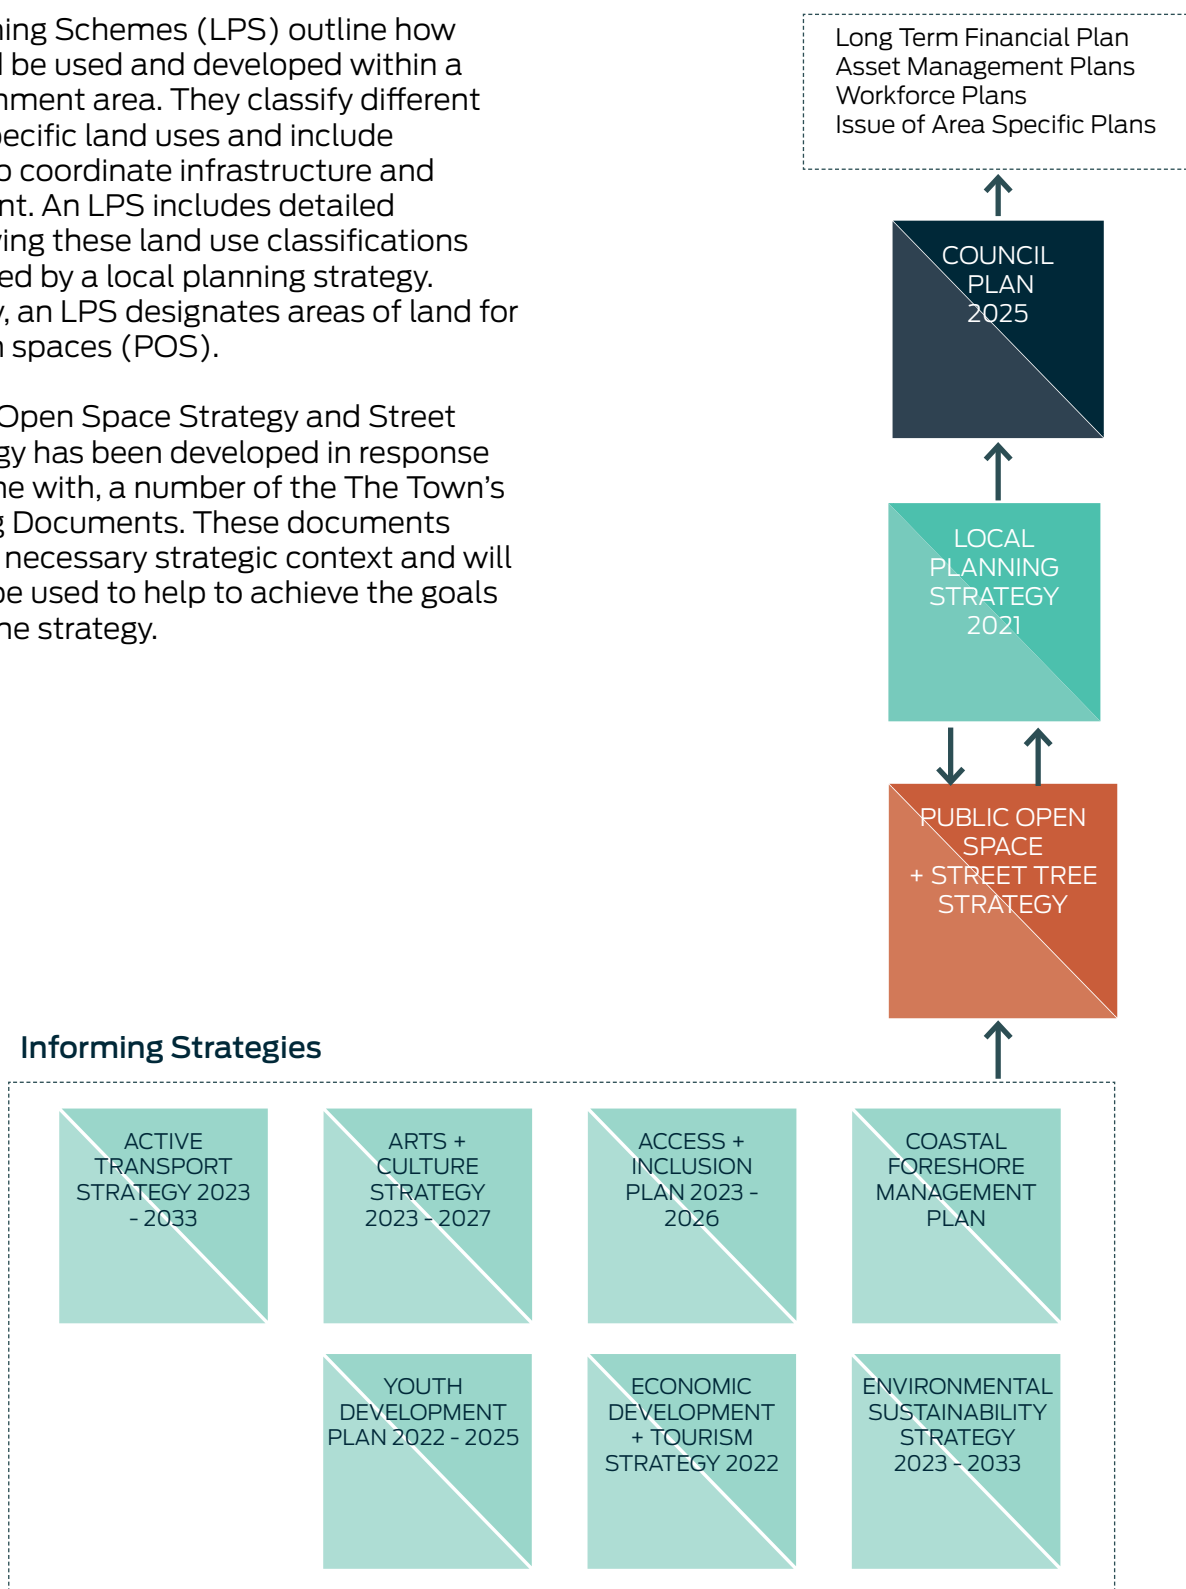 ning Schemes (LPS) outline how
be used and developed within a
nment area. They classify different
pecific land uses and include
o coordinate infrastructure and
nt. An LPS includes detailed
ving these land use classifications
ed by a local planning strategy.
y, an LPS designates areas of land for
n spaces (POS).
Open Space Strategy and Street
gy has been developed in response
ne with, a number of the The Town's
g Documents. These documents
necessary strategic context and will
be used to help to achieve the goals
he strategy.
Long Term Financial Plan
Asset Management Plans
Workforce Plans
Issue of Area Specific Plans
COUNCIL
PLAN
2025
LOCAL
PLANNING
STRATEGY
2021
PUBLIC OPEN
SPACE
+ STREET TREE
STRATEGY
Informing Strategies
ACTIVE
TRANSPORT
STRATEGY 2023
- 2033
ARTS +
CULTURE
STRATEGY
2023 - 2027
ACCESS +
INCLUSION
PLAN 2023 -
2026
COASTAL
FORESHORE
MANAGEMENT
PLAN
YOUTH
DEVELOPMENT
PLAN 2022 - 2025
ECONOMIC
DEVELOPMENT
+ TOURISM
STRATEGY 2022
ENVIRONMENTAL
SUSTAINABILITY
STRATEGY
2023 - 2033